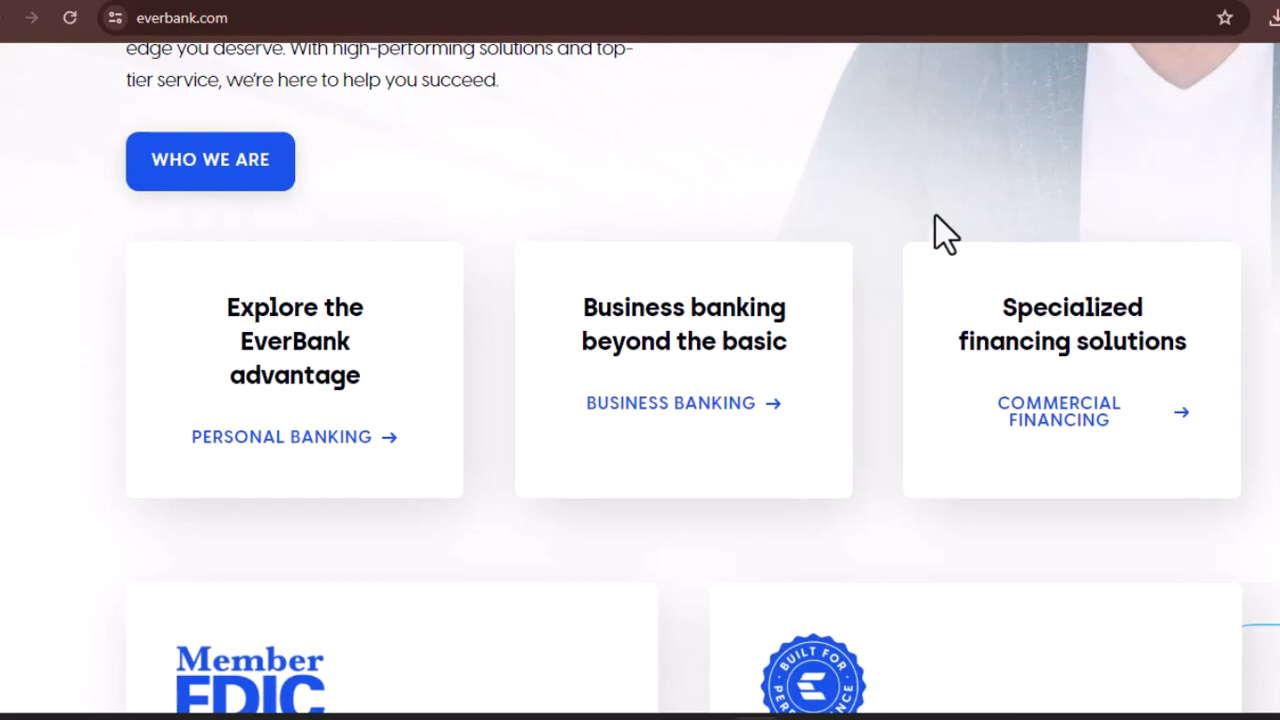 everbank.com
edge you deserve. With high-performing solutions and top-
tier service, we're here to help you succeed.
WHO WE ARE
Explore the
EverBank
advantage
PERSONAL BANKING →
Business banking
beyond the basic
BUSINESS BANKING →
Specialized
financing solutions
COMMERCIAL
FINANCING →
Member
FDIC
BUILT FOR